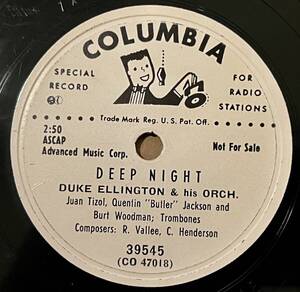 COLUMBIA
SPECIAL RECORD
FOR RADIO STATIONS
Trade Mark Reg. U.S. Pat. Off.
2:50
ASCAP
Advanced Music Corp.
Not For Sale
DEEP NIGHT
DUKE ELLINGTON & his ORCH.
Juan Tizol, Quentin "Butler" Jackson and
Burt Woodman; Trombones
Composers: R. Vallee, C. Henderson
39545
(CO 47018)